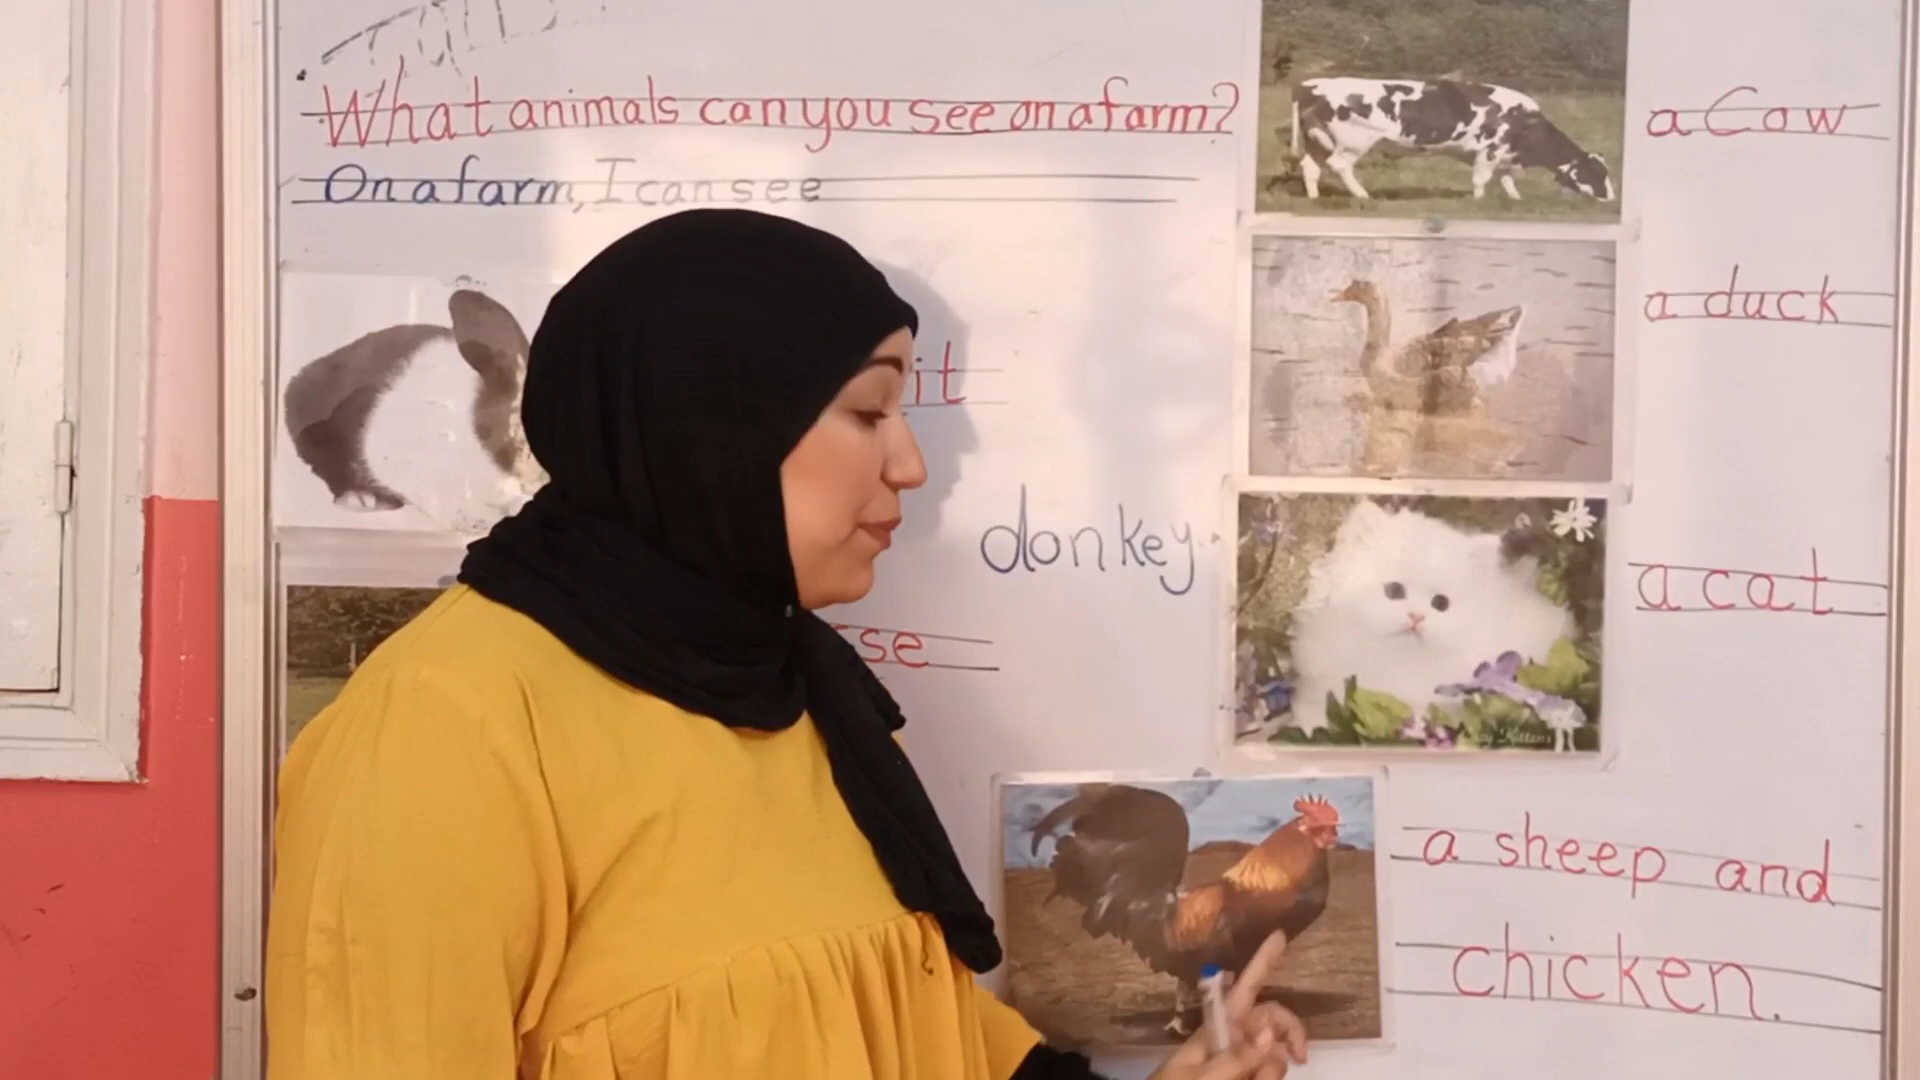 What animals can you see on a farm?
On a farm, I can see
a Cow
a duck
it
donkey
a cat
se
a sheep and
chicken.